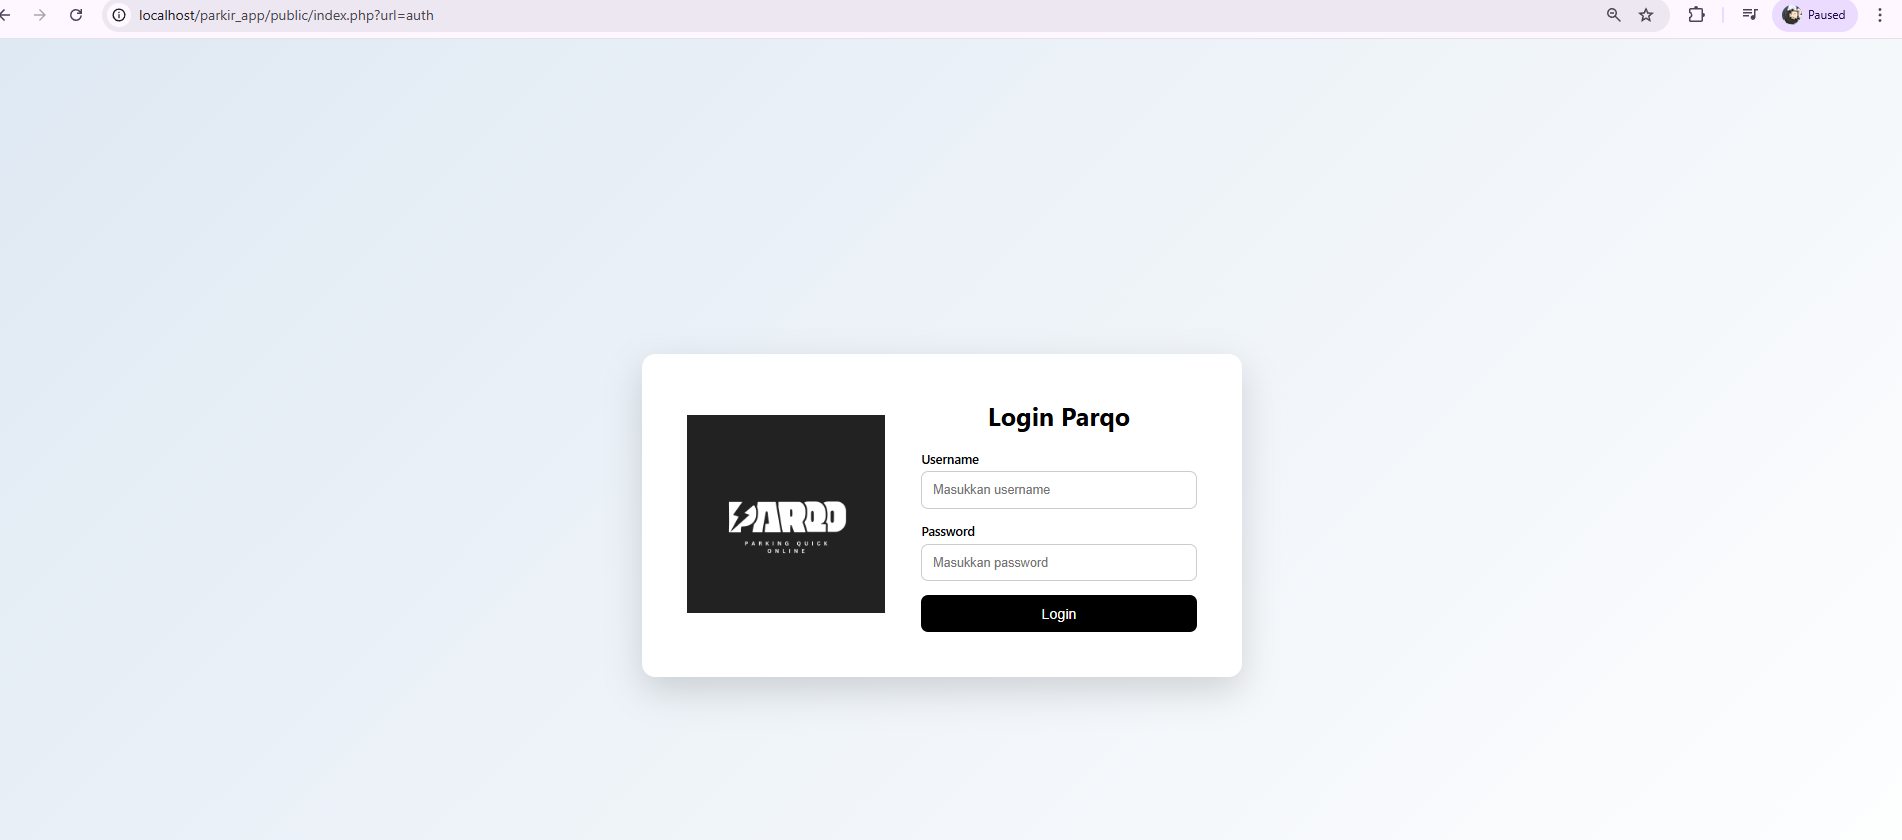 localhost/parkir_app/public/index.php?url=auth
Paused
PARQO
PARKING QUICK
ONLINE
Login Parqo
Username
Masukkan username
Password
Masukkan password
Login